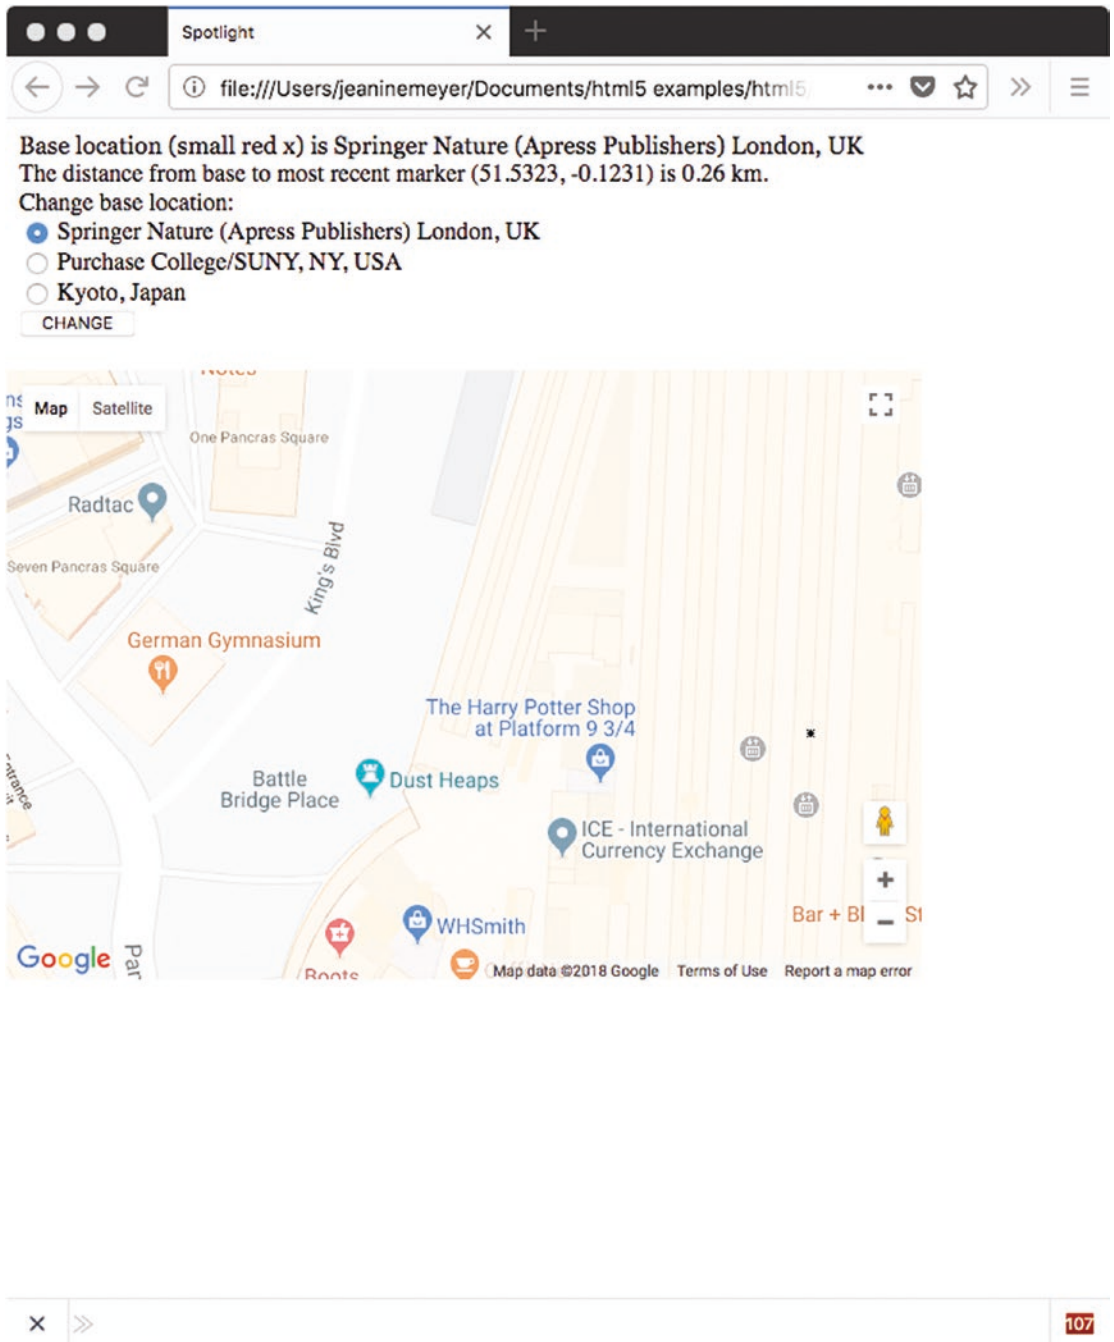 Spotlight
file:///Users/jeaninemeyer/Documents/html5 examples/html5
Base location (small red x) is Springer Nature (Apress Publishers) London, UK
The distance from base to most recent marker (51.5323, -0.1231) is 0.26 km.
Change base location:
Springer Nature (Apress Publishers) London, UK
Purchase College/SUNY, NY, USA
Kyoto, Japan
CHANGE
Notes
Map Satellite
One Pancras Square
Radtac
King's Blvd
Seven Pancras Square
German Gymnasium
The Harry Potter Shop
at Platform 9 3/4
Battle
Bridge Place
Dust Heaps
ICE - International
Currency Exchange
WHSmith
Bar + Bl
St
Google
Par
Boots
Map data ©2018 Google Terms of Use Report a map error
107